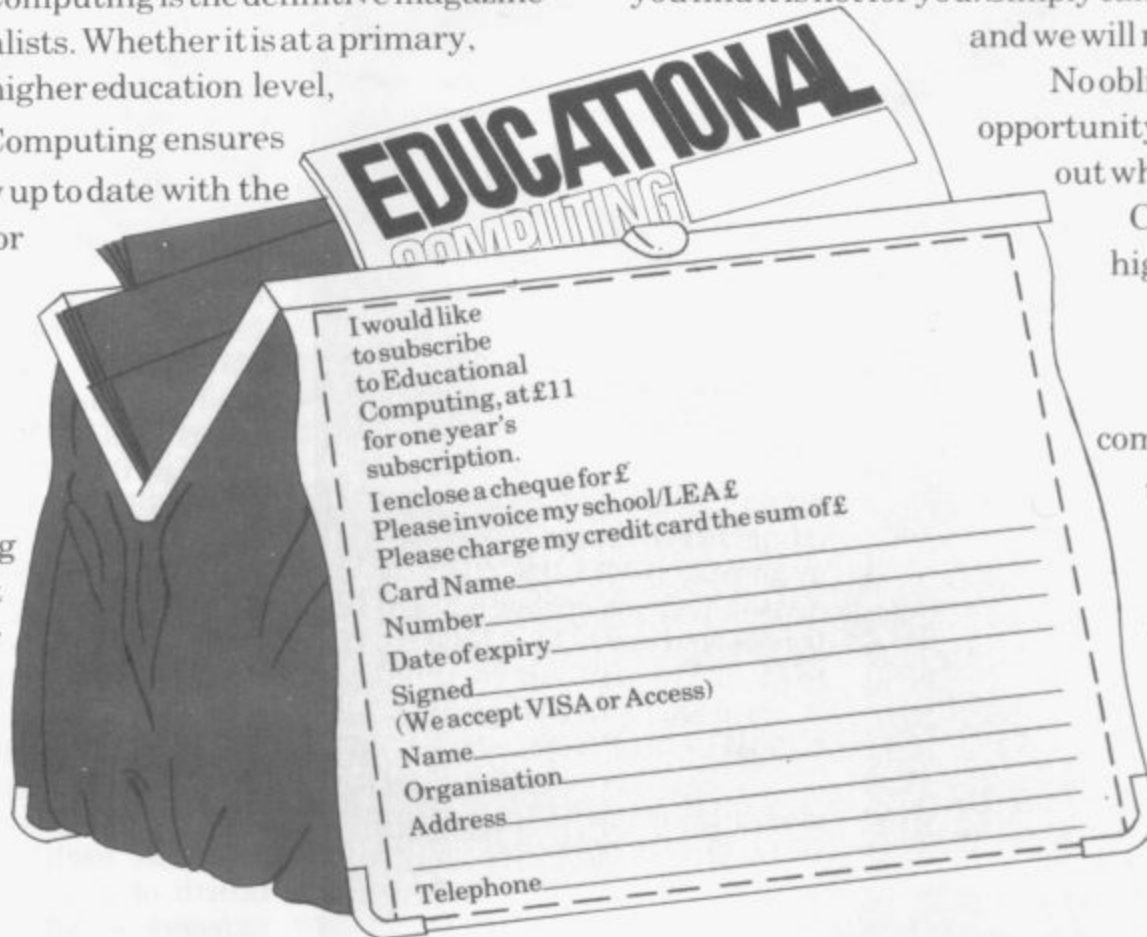 Computing is the definitive magazine
alists. Whether it is at a primary,
higher education level,
Computing ensures
up to date with the
or
and we will
No obli
opportunity
out wh
hig
com
EDUCATIONAL
COMPUTING
I would like
to subscribe
to Educational
Computing, at £11
for one year's
subscription.
I enclose a cheque for £
Please invoice my school/LEA £
Please charge my credit card the sum of £
Card Name
Number
Date of expiry
Signed
(We accept VISA or Access)
Name
Organisation
Address
Telephone